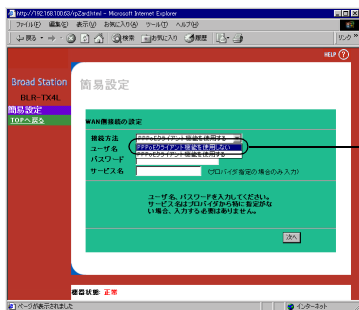 http://192.168.100.63/rpZard.html - Microsoft Internet Explorer
ファイル(F) 編集(E) 表示(V) お気に入り(A) ツール(T) ヘルプ(H)
戻る 検索 お気に入り 履歴
リンク
HELP ?
Broad Station
BLR-TX4L
簡易設定
TOPへ戻る
簡易設定
WAN側接続の設定
接続方法 PPPoEクライアント機能を使用する
PPPoEクライアント機能を使用しない
PPPoEクライアント機能を使用する
ユーザ名
パスワード
サービス名 (プロバイダ指定の場合のみ入力)
ユーザ名、パスワードを入力してください。
サービス名はプロバイダから特に指定がな
い場合、入力する必要はありません。
次へ
機器状態: 正常
ページが表示されました
インターネット